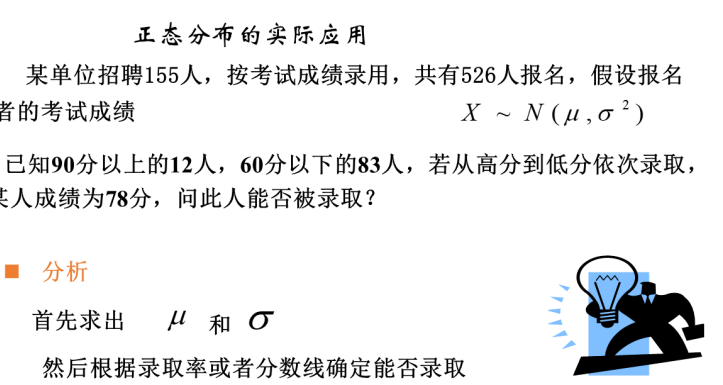 正态分布的实际应用
某单位招聘155人，按考试成绩录用，共有526人报名，假设报名
者的考试成绩 X ~ N(μ,σ²)
已知90分以上的12人，60分以下的83人，若从高分到低分依次录取，
某人成绩为78分，问此人能否被录取？
分析
首先求出 μ 和 σ
然后根据录取率或者分数线确定能否录取